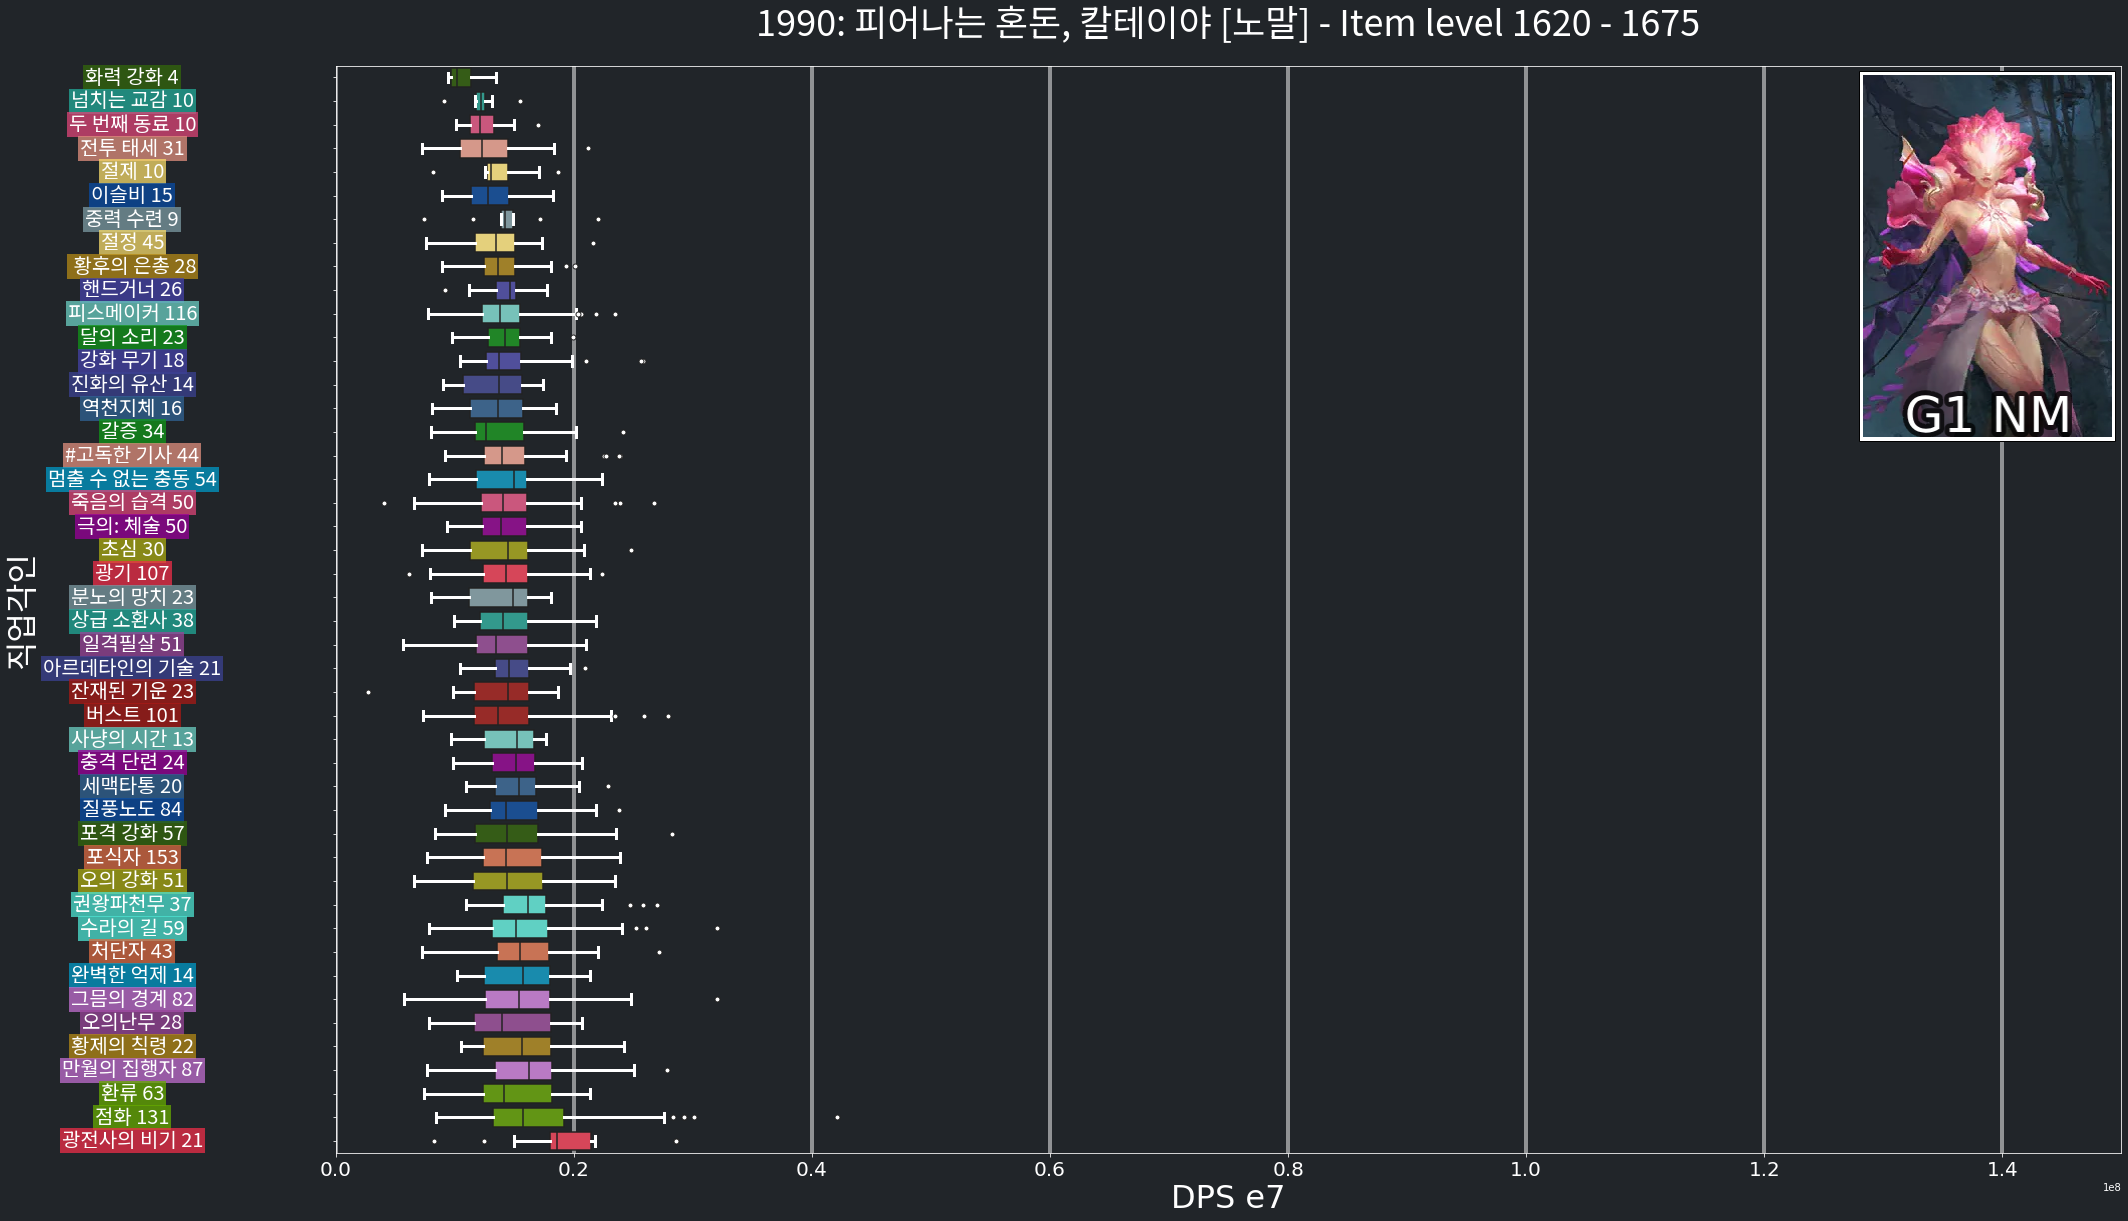 1990: 피어나는 혼돈, 칼테이야 [노말] - Item level 1620 - 1675
직업각인
화력 강화 4
넘치는 교감 10
두 번째 동료 10
전투 태세 31
절제 10
이슬비 15
중력 수련 9
절정 45
황후의 은총 28
핸드거너 26
피스메이커 116
달의 소리 23
강화 무기 18
진화의 유산 14
역천지체 16
갈증 34
#고독한 기사 44
멈출 수 없는 충동 54
죽음의 습격 50
극의: 체술 50
초심 30
광기 107
분노의 망치 23
상급 소환사 38
일격필살 51
아르데타인의 기술 21
잔재된 기운 23
버스트 101
사냥의 시간 13
충격 단련 24
세맥타통 20
질풍노도 84
포격 강화 57
포식자 153
오의 강화 51
권왕파천무 37
수라의 길 59
처단자 43
완벽한 억제 14
그믐의 경계 82
오의난무 28
황제의 칙령 22
만월의 집행자 87
환류 63
점화 131
광전사의 비기 21
G1 NM
0.0 0.2 0.4 0.6 0.8 1.0 1.2 1.4
1e8
DPS e7